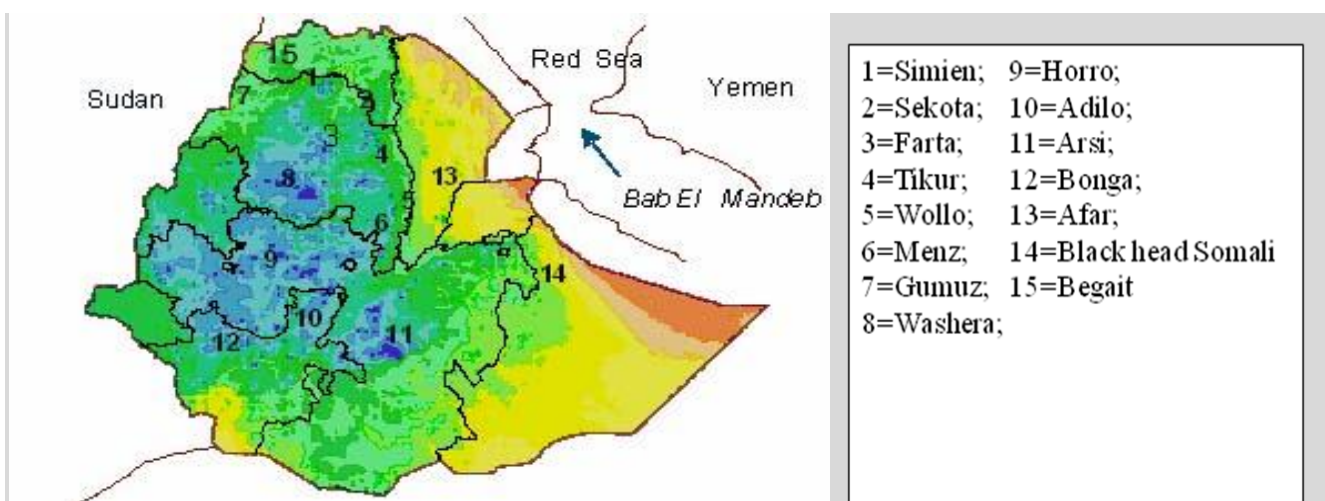 15
Red Sea
1
Sudan
7
2
Yemen
3
4
8
13
5
Bab El Mandeb
6
9
14
10
11
12
1=Simien; 9=Horro;
2=Sekota; 10=Adilo;
3=Farta; 11=Arsi;
4=Tikur; 12=Bonga;
5=Wollo; 13=Afar;
6=Menz; 14=Black head Somali
7=Gumuz; 15=Begait
8=Washera;